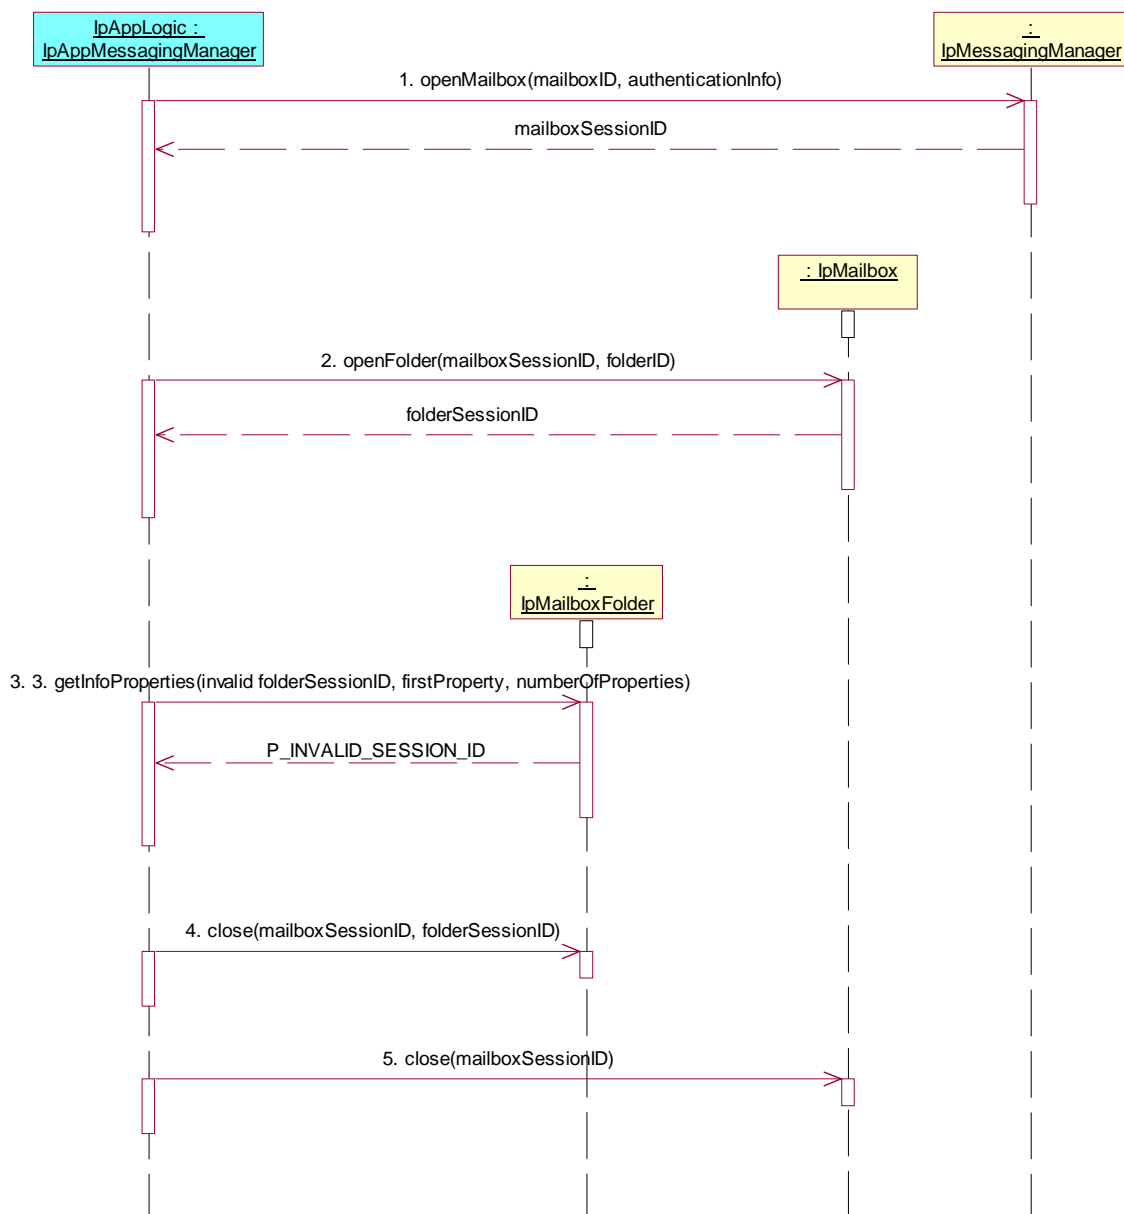 IpAppLogic :
IpAppMessagingManager
:
IpMessagingManager
1. openMailbox(mailboxID, authenticationInfo)
mailboxSessionID
: IpMailbox
2. openFolder(mailboxSessionID, folderID)
folderSessionID
:
IpMailboxFolder
3. 3. getInfoProperties(invalid folderSessionID, firstProperty, numberOfProperties)
P_INVALID_SESSION_ID
4. close(mailboxSessionID, folderSessionID)
5. close(mailboxSessionID)